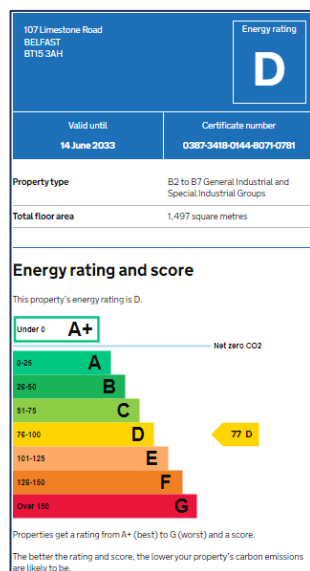 107 Limestone Road
BELFAST
BT15 3AH
Energy rating
D
Valid until
14 June 2033
Certificate number
0387-3418-0144-8071-0781
Property type
B2 to B7 General Industrial and
Special Industrial Groups
Total floor area
1,497 square metres
Energy rating and score
This property's energy rating is D.
Under 0 A+
Net zero CO2
0-25 A
26-50 B
51-75 C
76-100 D
77 D
101-125 E
126-150 F
Over 150 G
Properties get a rating from A+ (best) to G (worst) and a score.
The better the rating and score, the lower your property's carbon emissions
are likely to be.